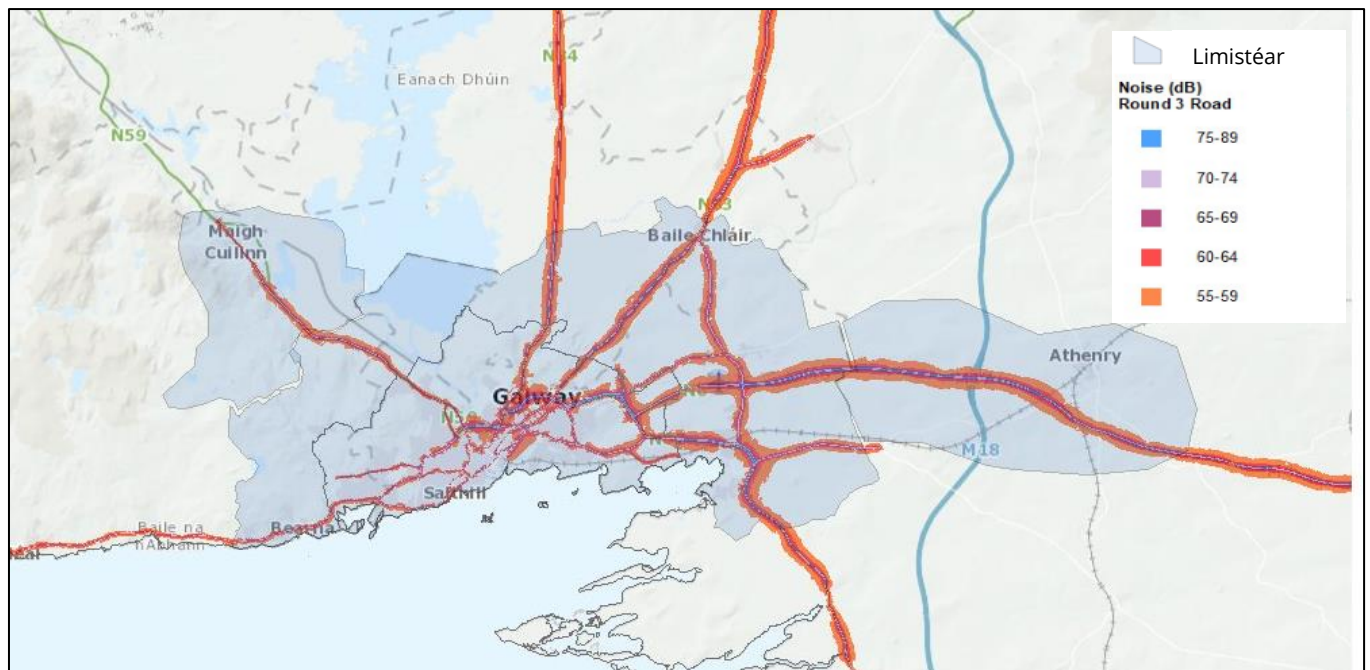 N84
Eanach Dhúin
N59
N83
Maigh
Cuilinn
Baile Chláir
Athenry
Galway
N6
M18
Salthill
Bearna
Baile na
hAbhann
Limistéar
Noise (dB)
Round 3 Road
75-89
70-74
65-69
60-64
55-59